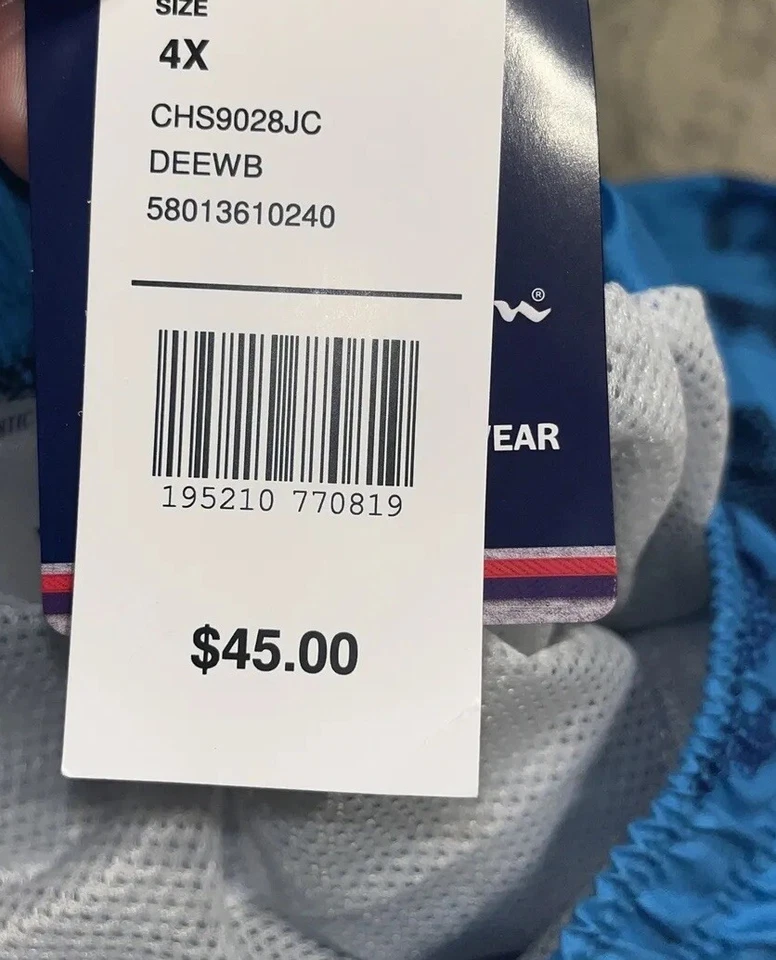 SIZE
4X
CHS9028JC
DEEWB
58013610240
®
EAR
195210 770819
$45.00